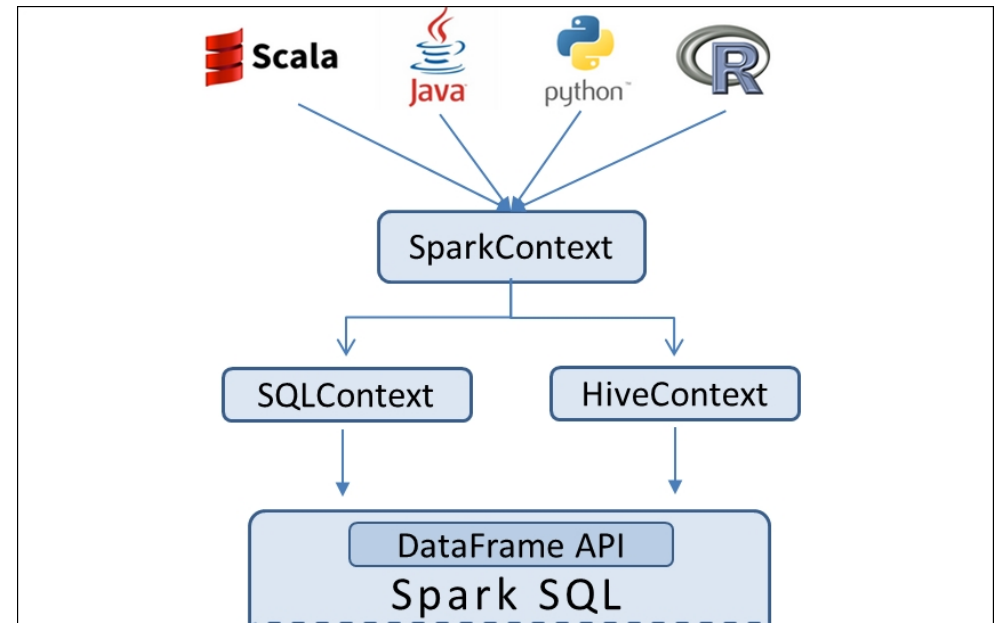 Scala
Java
python™
R
SparkContext
SQLContext
HiveContext
DataFrame API
Spark SQL